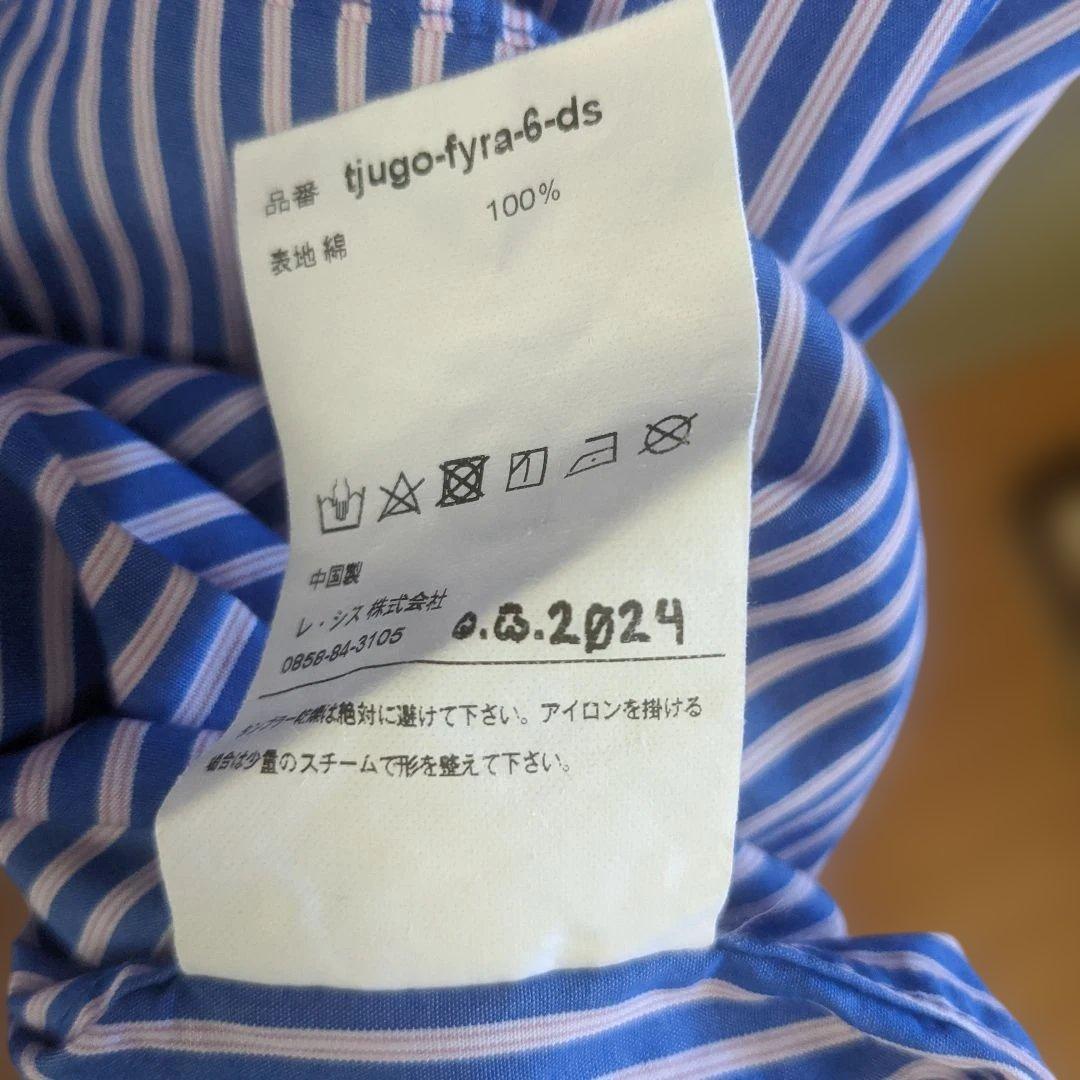 品番 tjugo-fyra-6-ds
表地 綿 100%
中国製
レ・シス 株式会社
0858-84-3105
2024
タンブラー乾燥は絶対に避けて下さい。アイロンを掛ける
場合は少量のスチームで形を整えて下さい。